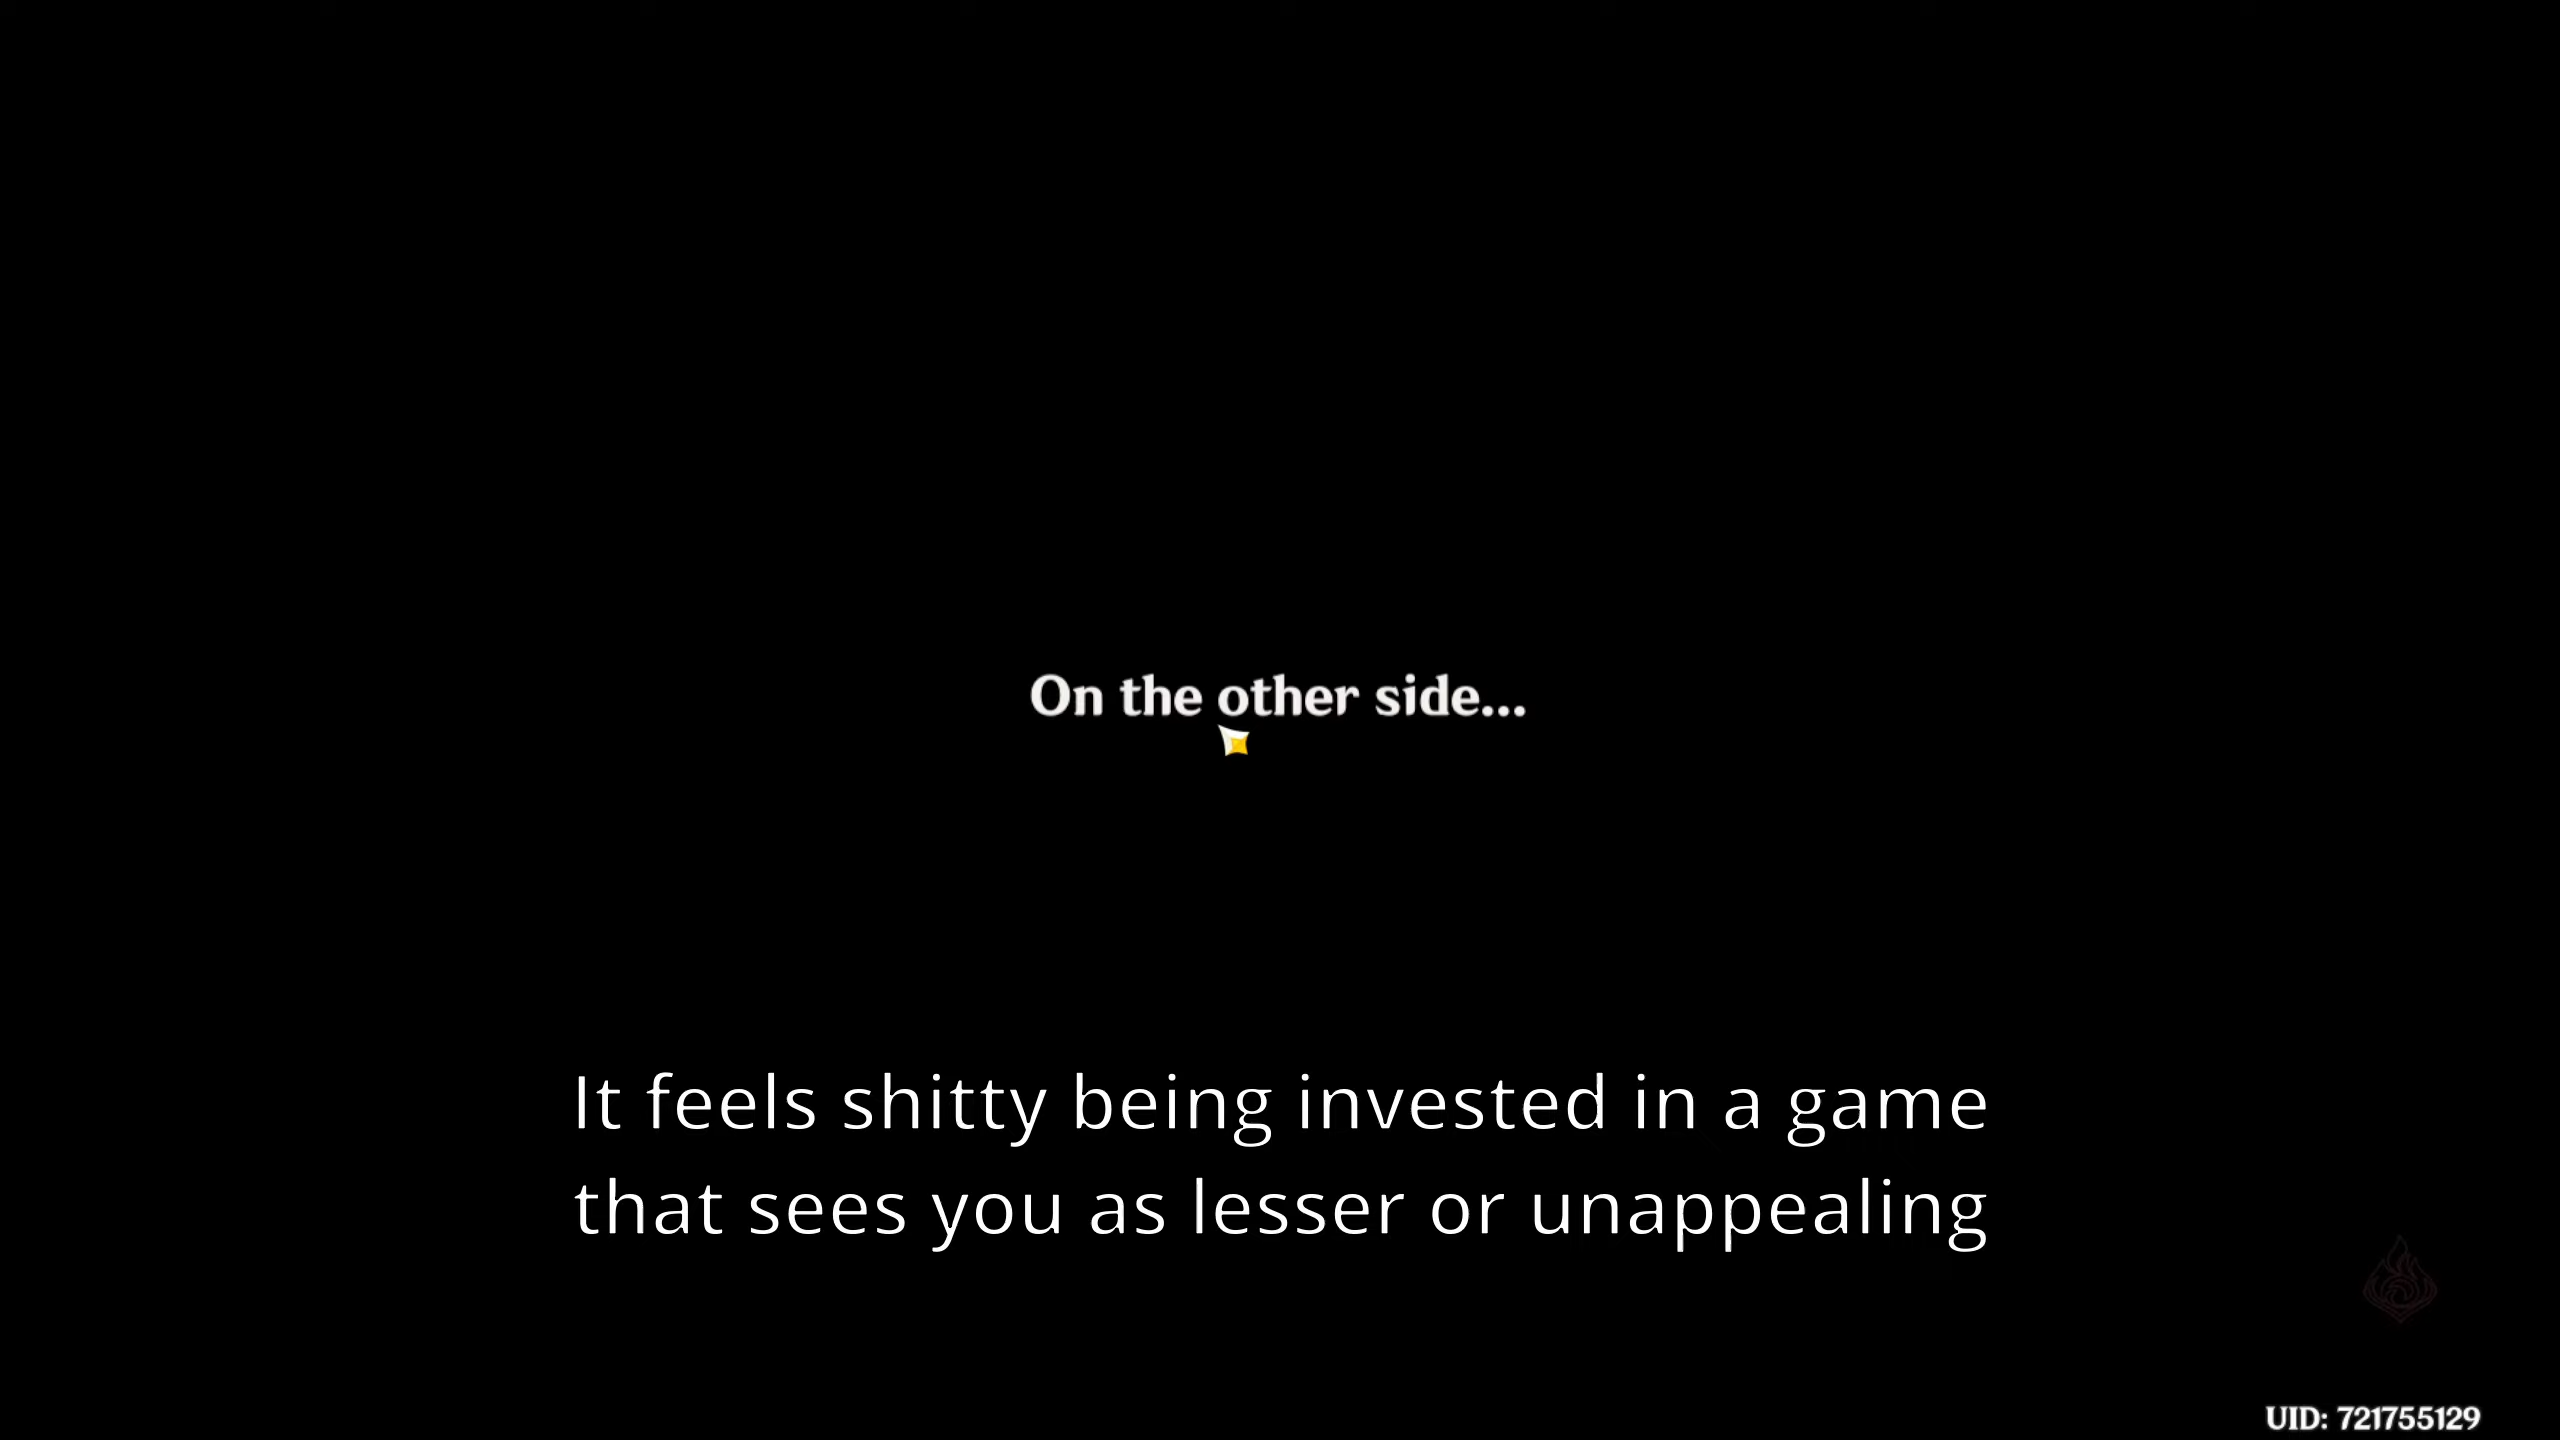 On the other side...
It feels shitty being invested in a game
that sees you as lesser or unappealing
UID: 721755129